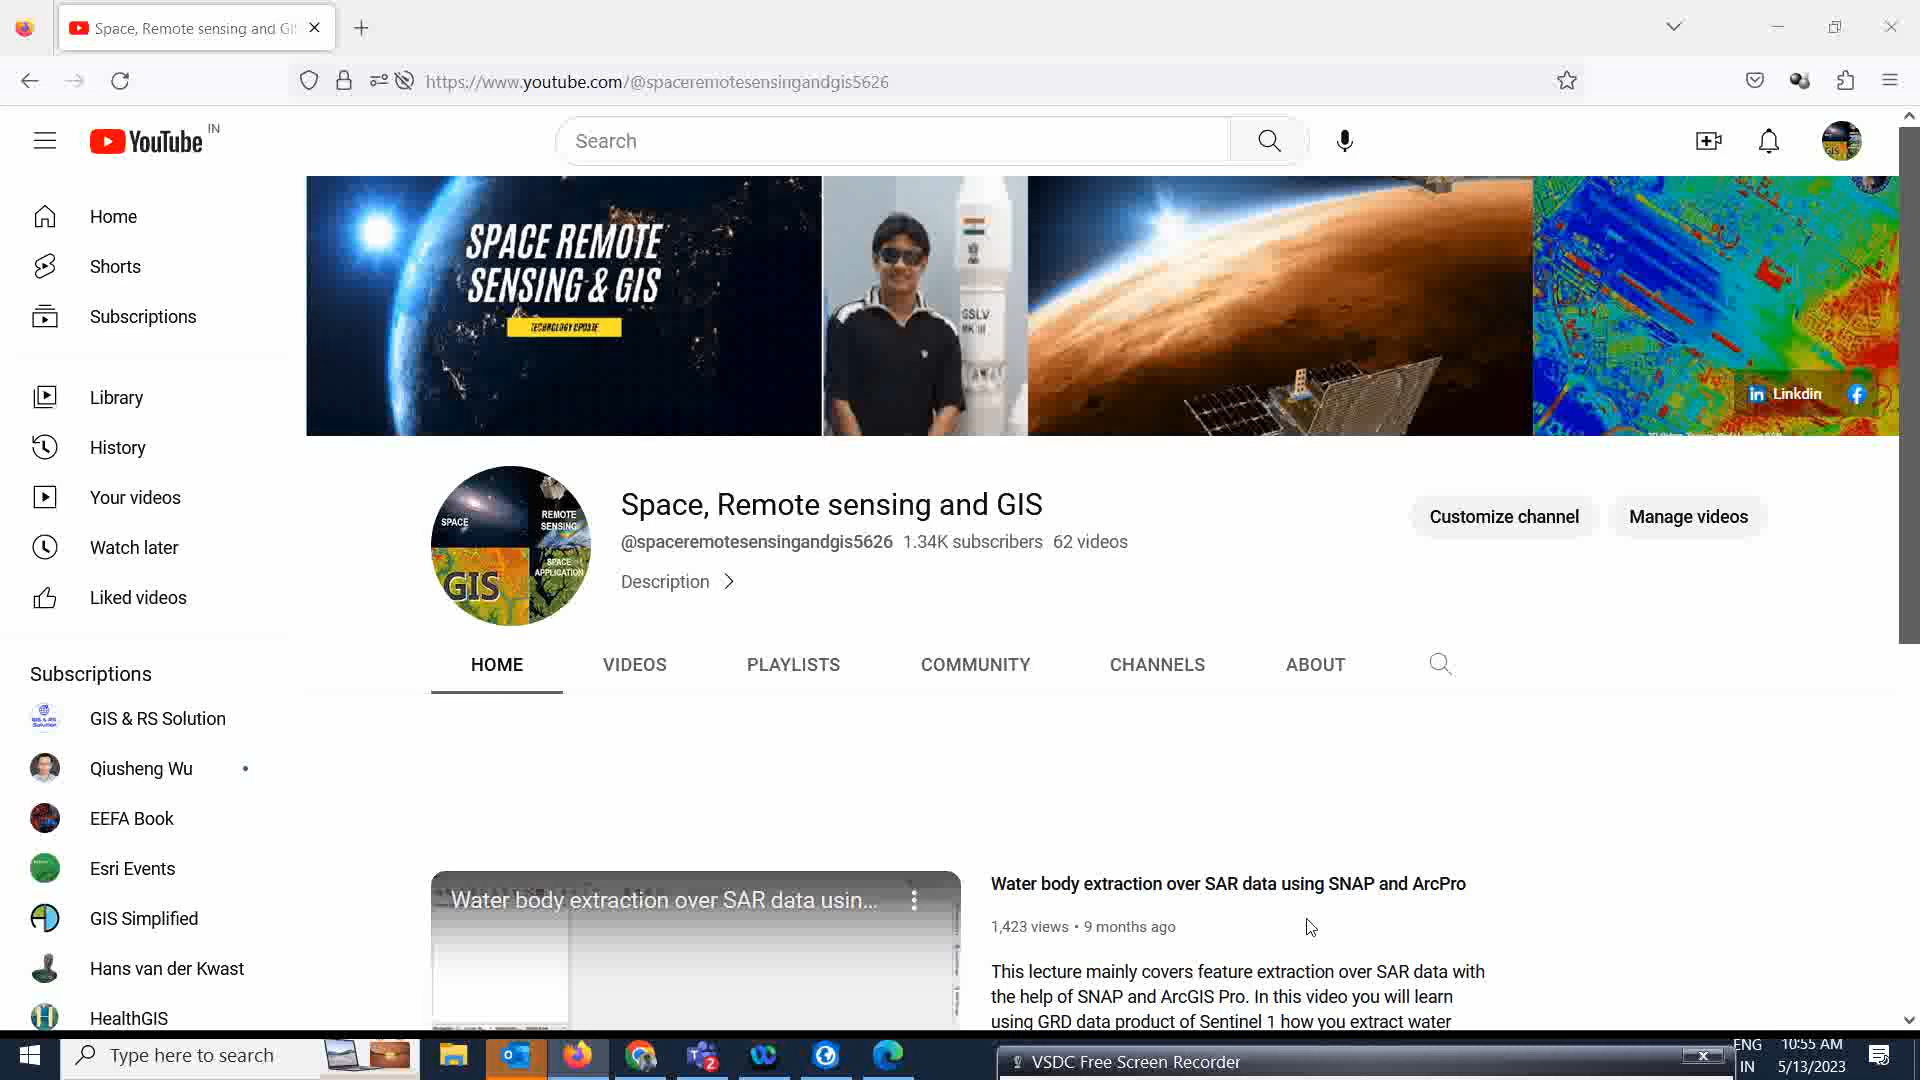 Space, Remote sensing and GI
https://www.youtube.com/@spaceremotesensingandgis5626
YouTube IN
Search
Home
Shorts
Subscriptions
Library
History
Your videos
Watch later
Liked videos
Subscriptions
GIS & RS Solution
Qiusheng Wu
EEFA Book
Esri Events
GIS Simplified
Hans van der Kwast
HealthGIS
SPACE REMOTE
SENSING & GIS
TECHNOLOGY UPDATE
GSLV
MK III
Linkdin
SPACE
REMOTE
SENSING
GIS
SPACE
APPLICATION
Space, Remote sensing and GIS
@spaceremotesensingandgis5626 1.34K subscribers 62 videos
Description
Customize channel
Manage videos
HOME
VIDEOS
PLAYLISTS
COMMUNITY
CHANNELS
ABOUT
Water body extraction over SAR data usin...
Water body extraction over SAR data using SNAP and ArcPro
1,423 views • 9 months ago
This lecture mainly covers feature extraction over SAR data with
the help of SNAP and ArcGIS Pro. In this video you will learn
using GRD data product of Sentinel 1 how you extract water
Type here to search
2
VSDC Free Screen Recorder
x
ENG
IN
10:55 AM
5/13/2023